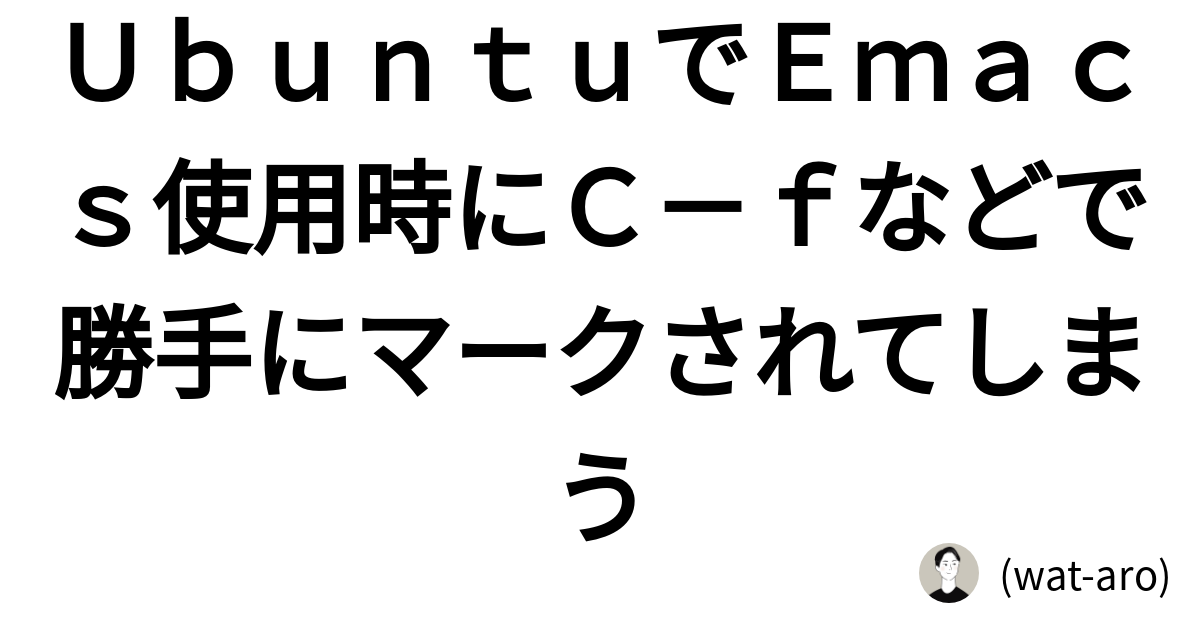 ＵｂｕｎｔｕでＥｍａｃ
ｓ使用時にＣ－ｆなどで
勝手にマークされてしま
う
(wat-aro)